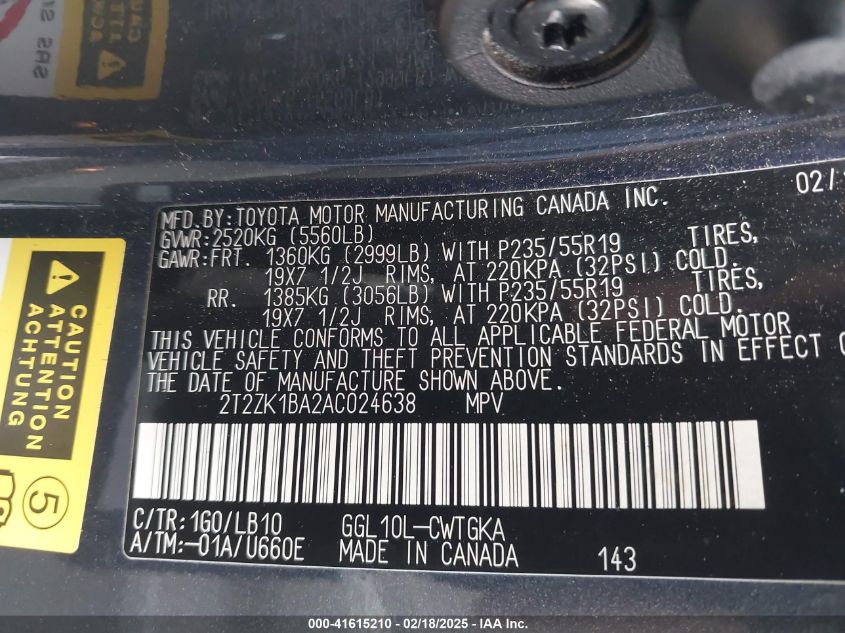 SRS
CAUTION
ATTENTION
ACHTUNG
5
02/
MFD.BY:TOYOTA MOTOR MANUFACTURING CANADA INC.
GVWR:2520KG (5560LB)
GAWR:FRT. 1360KG (2999LB) WITH P235/55R19 TIRES,
19X7 1/2J RIMS, AT 220KPA (32PSI) COLD.
RR. 1385KG (3056LB) WITH P235/55R19 TIRES,
19X7 1/2J RIMS, AT 220KPA (32PSI) COLD.
THIS VEHICLE CONFORMS TO ALL APPLICABLE FEDERAL MOTOR
VEHICLE SAFETY AND THEFT PREVENTION STANDARDS IN EFFECT
THE DATE OF MANUFACTURE SHOWN ABOVE.
2T2ZK1BA2AC024638 MPV
C/TR:1G0/LB10 GGL10L-CWTGKA
A/TM:-01A/U660E MADE IN CANADA 143
000-41615210 - 02/18/2025 - IAA Inc.